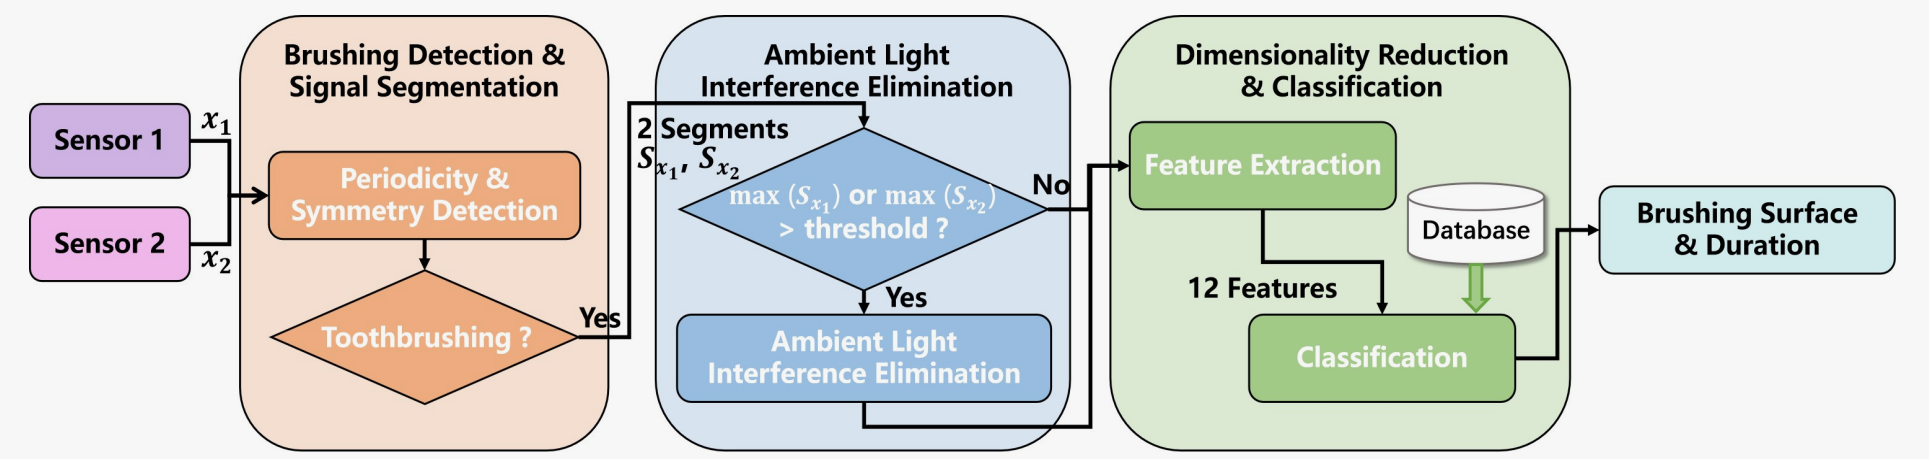 Sensor 1
x₁
Sensor 2
x₂
Brushing Detection &
Signal Segmentation
Periodicity &
Symmetry Detection
Toothbrushing ?
Yes
Ambient Light
Interference Elimination
2 Segments
Sₓ₁, Sₓ₂
max (Sₓ₁) or max (Sₓ₂)
> threshold ?
No
Yes
Ambient Light
Interference Elimination
Dimensionality Reduction
& Classification
Feature Extraction
Database
12 Features
Classification
Brushing Surface
& Duration